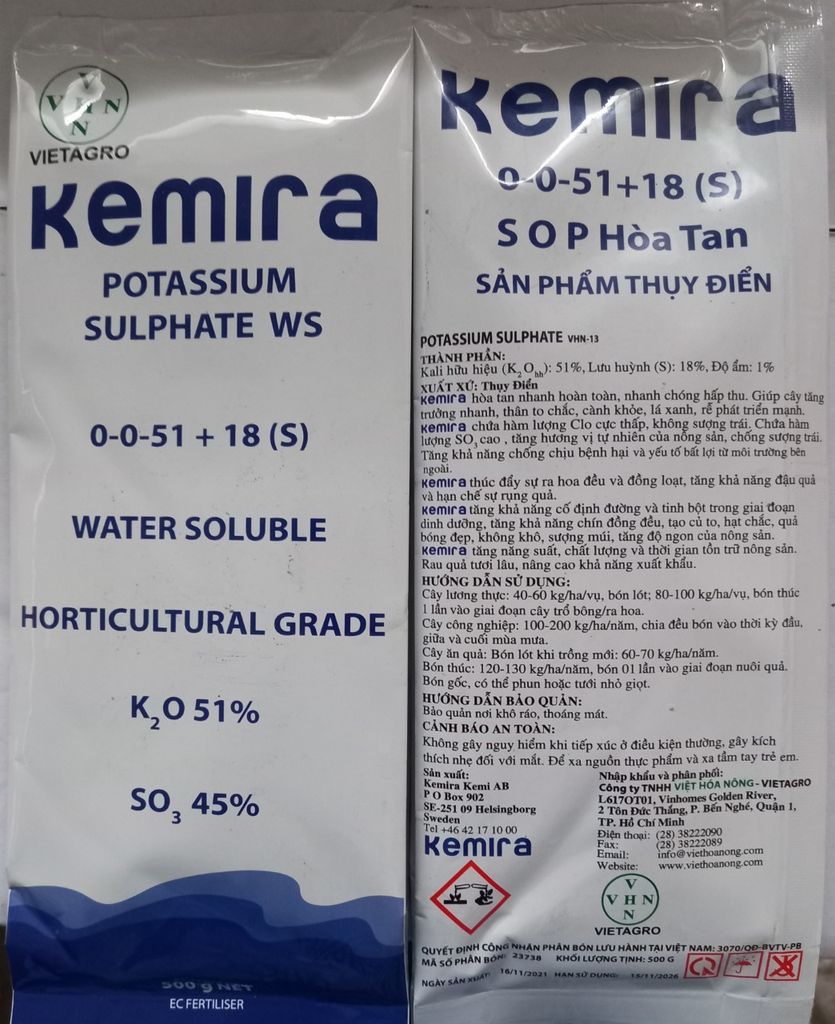 V
V H N
N
VIETAGRO
Kemira
POTASSIUM
SULPHATE WS
0-0-51 + 18 (S)
WATER SOLUBLE
HORTICULTURAL GRADE
K₂O 51%
SO₃ 45%
500 g NET
EC FERTILISER
Kemira
0-0-51+18 (S)
S O P Hòa Tan
SẢN PHẨM THỤY ĐIỂN
POTASSIUM SULPHATE VHN-13
THÀNH PHẦN:
Kali hữu hiệu (K₂Ohh): 51%, Lưu huỳnh (S): 18%, Độ ẩm: 1%
XUẤT XỨ: Thụy Điển
Kemira hòa tan nhanh hoàn toàn, nhanh chóng hấp thu. Giúp cây tăng
trưởng nhanh, thân to chắc, cành khỏe, lá xanh, rễ phát triển mạnh.
Kemira chứa hàm lượng Clo cực thấp, không sượng trái. Chứa hàm
lượng SO₃ cao , tăng hương vị tự nhiên của nông sản, chống sượng trái.
Tăng khả năng chống chịu bệnh hại và yếu tố bất lợi từ môi trường bên
ngoài.
Kemira thúc đẩy sự ra hoa đều và đồng loạt, tăng khả năng đậu quả
và hạn chế sự rụng quả.
Kemira tăng khả năng cố định đường và tinh bột trong giai đoạn
dinh dưỡng, tăng khả năng chín đồng đều, tạo củ to, hạt chắc, quả
bóng đẹp, không khô, sượng múi, tăng độ ngon của nông sản.
Kemira tăng năng suất, chất lượng và thời gian tồn trữ nông sản.
Rau quả tươi lâu, nâng cao khả năng xuất khẩu.
HƯỚNG DẪN SỬ DỤNG:
Cây lương thực: 40-60 kg/ha/vụ, bón lót; 80-100 kg/ha/vụ, bón thúc
1 lần vào giai đoạn cây trổ bông/ra hoa.
Cây công nghiệp: 100-200 kg/ha/năm, chia đều bón vào thời kỳ đầu,
giữa và cuối mùa mưa.
Cây ăn quả: Bón lót khi trồng mới: 60-70 kg/ha/năm.
Bón thúc: 120-130 kg/ha/năm, bón 01 lần vào giai đoạn nuôi quả.
Bón gốc, có thể phun hoặc tưới nhỏ giọt.
HƯỚNG DẪN BẢO QUẢN:
Bảo quản nơi khô ráo, thoáng mát.
CẢNH BÁO AN TOÀN:
Không gây nguy hiểm khi tiếp xúc ở điều kiện thường, gây kích
thích nhẹ đối với mắt. Để xa nguồn thực phẩm và xa tầm tay trẻ em.
Sản xuất:
Kemira Kemi AB
P O Box 902
SE-251 09 Helsingborg
Sweden
Tel +46 42 17 10 00
Kemira
Nhập khẩu và phân phối:
Công ty TNHH VIỆT HÓA NÔNG - VIETAGRO
L617OT01, Vinhomes Golden River,
2 Tôn Đức Thắng, P. Bến Nghé, Quận 1,
TP. Hồ Chí Minh
Điện thoại: (28) 38222090
Fax: (28) 38222089
Email: info@viethoanong.com
Website: www.viethoanong.com
V
V H N
N
VIETAGRO
QUYẾT ĐỊNH CÔNG NHẬN PHÂN BÓN LƯU HÀNH TẠI VIỆT NAM: 3070/QĐ-BVTV-PB
MÃ SỐ PHÂN BÓN: 23738 KHỐI LƯỢNG TỊNH: 500 G
NGÀY SẢN XUẤT: 16/11/2021 HẠN SỬ DỤNG: 15/11/2026